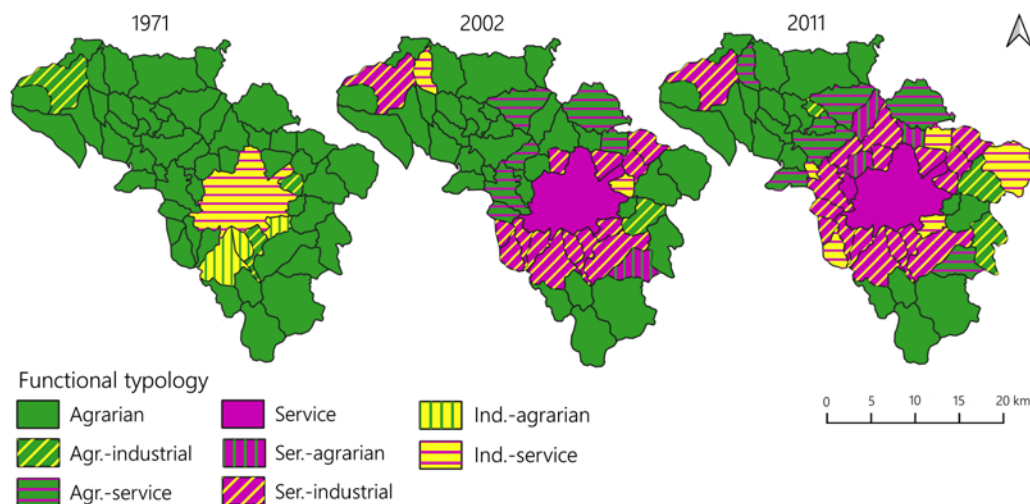 1971 2002 2011
Functional typology
Agrarian Service Ind.-agrarian
Agr.-industrial Ser.-agrarian Ind.-service
Agr.-service Ser.-industrial
0 5 10 15 20 km